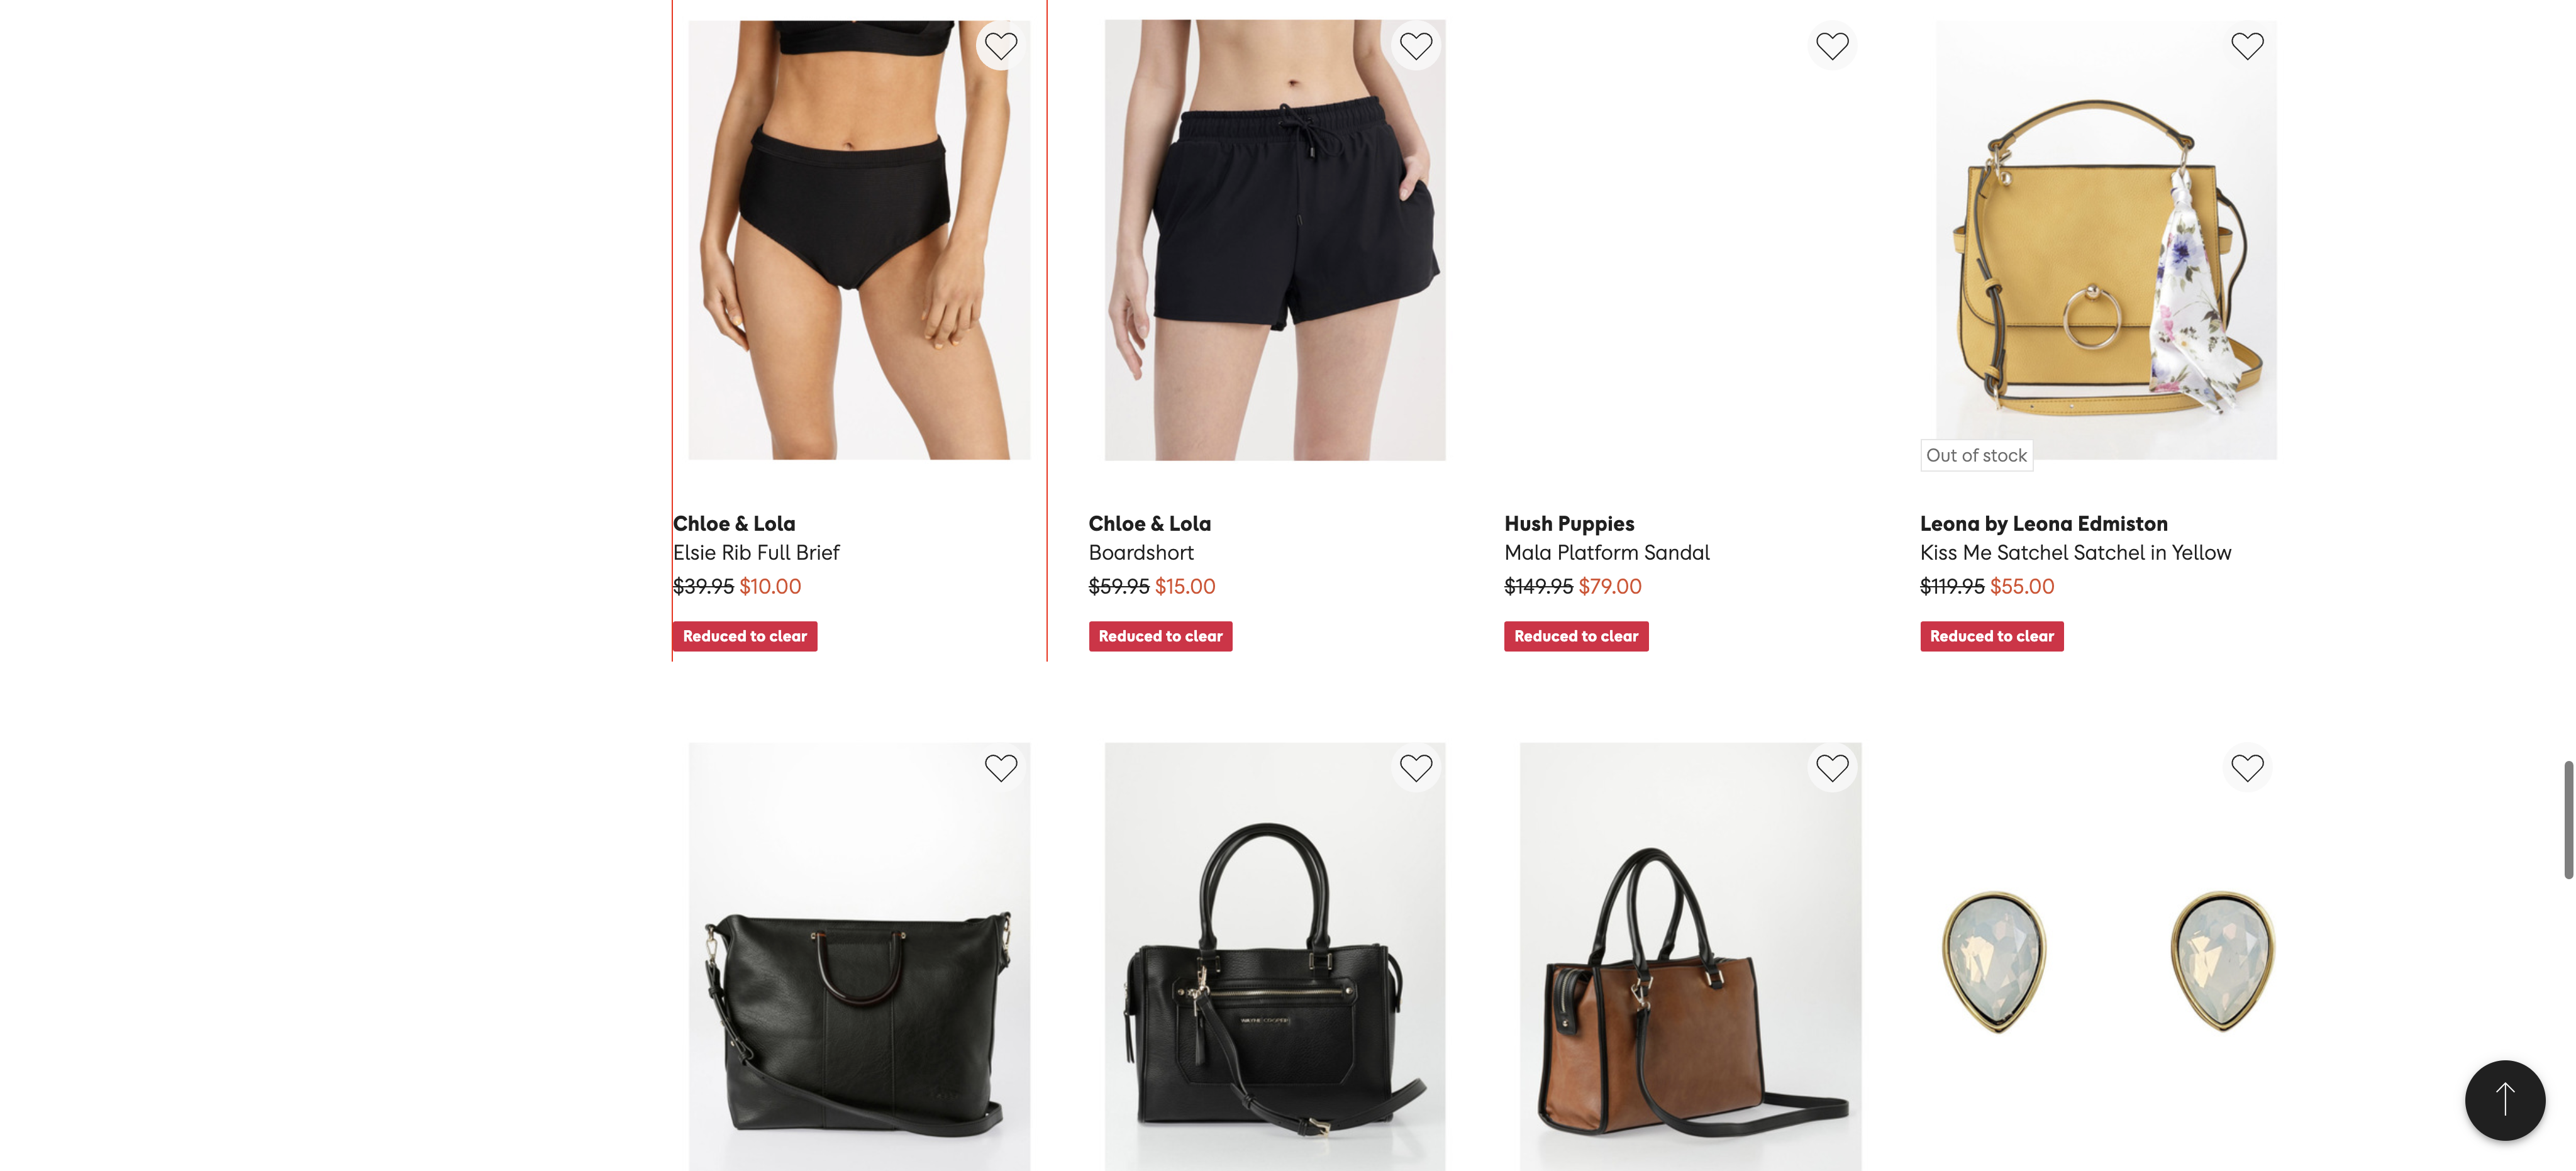 Out of stock
Chloe & Lola
Elsie Rib Full Brief
$39.95 $10.00
Reduced to clear
Chloe & Lola
Boardshort
$59.95 $15.00
Reduced to clear
Hush Puppies
Mala Platform Sandal
$149.95 $79.00
Reduced to clear
Leona by Leona Edmiston
Kiss Me Satchel Satchel in Yellow
$119.95 $55.00
Reduced to clear
WAYNE COOPER